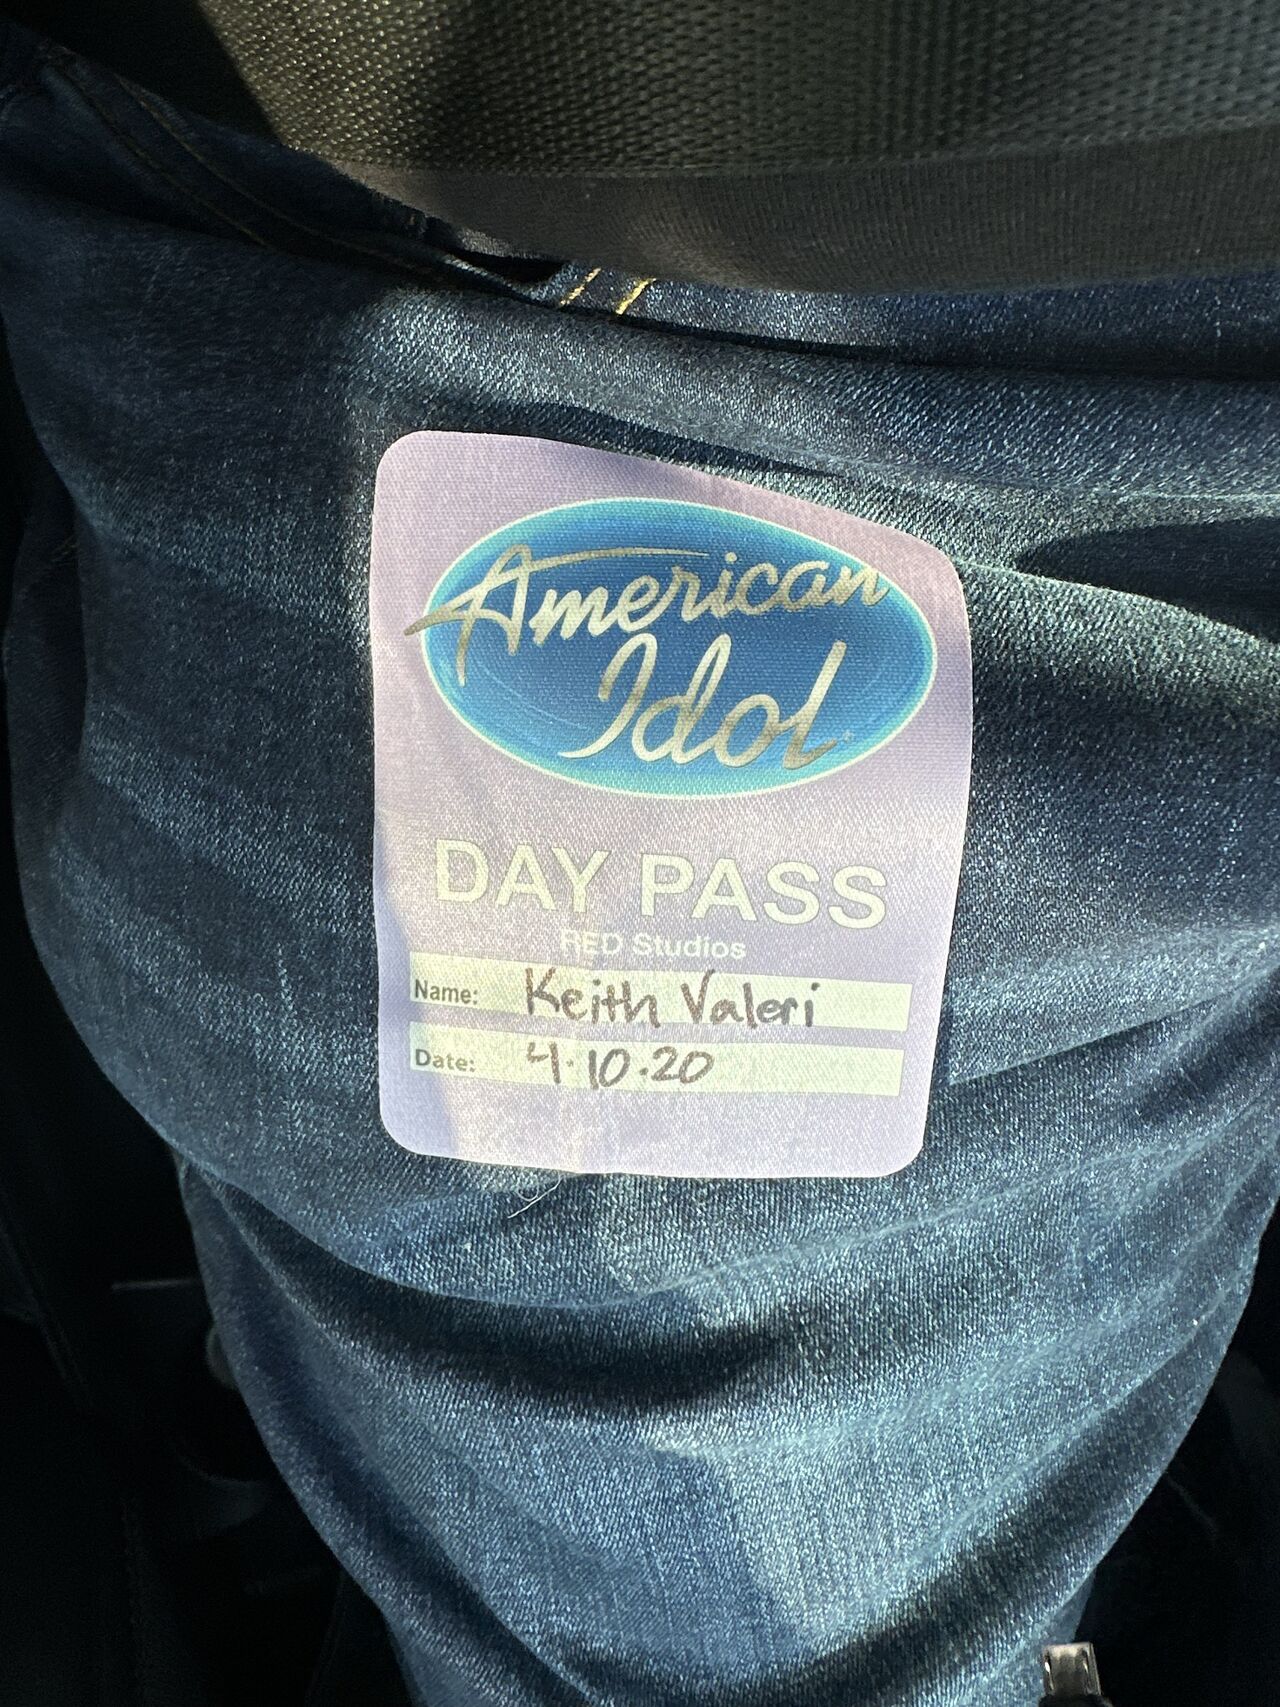 American
Idol
DAY PASS
RED Studios
Name: Keith Valeri
Date: 4.10.20